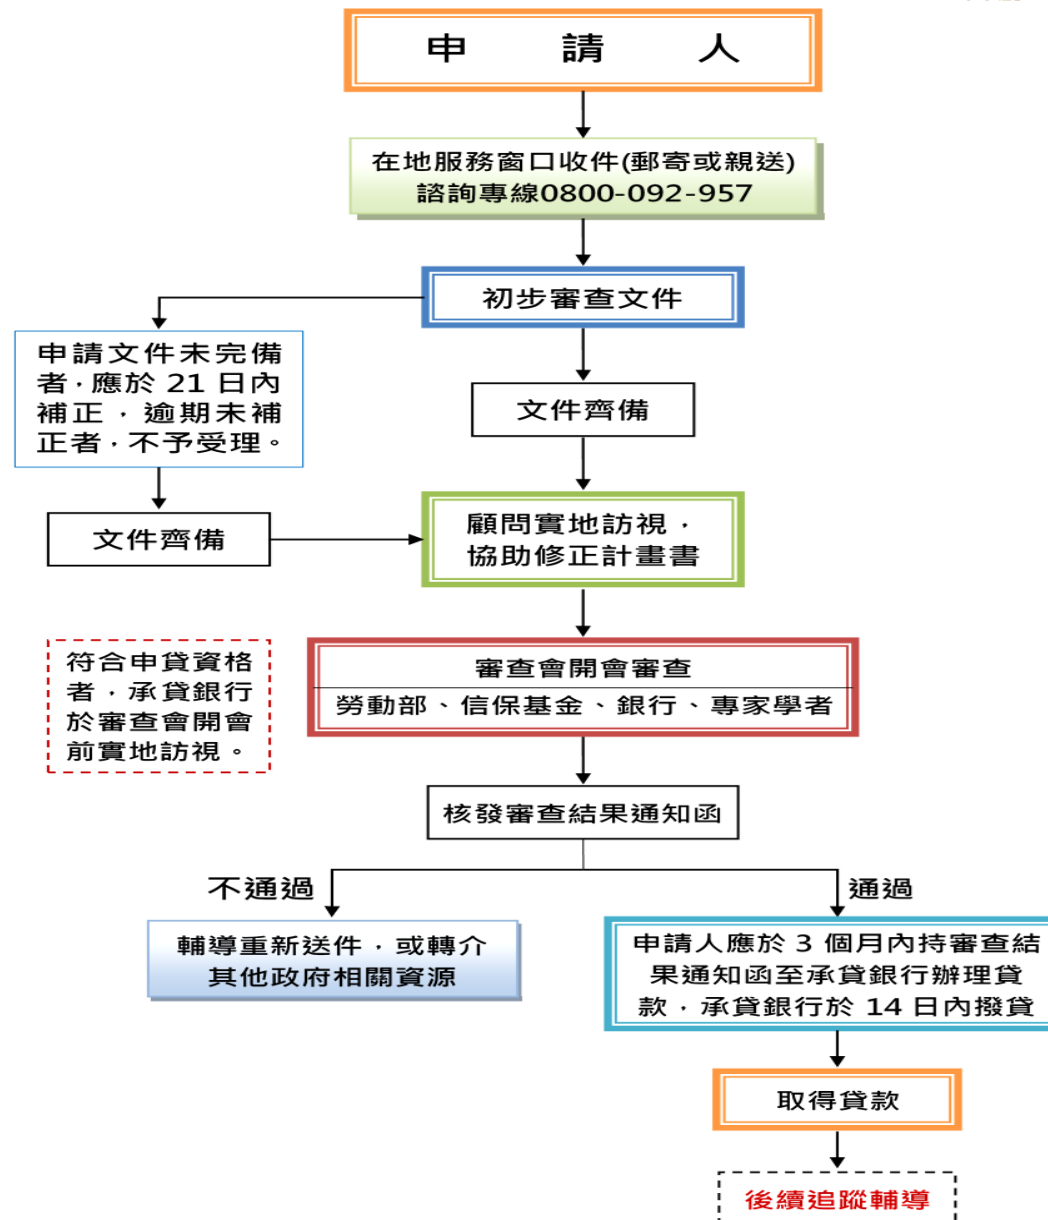 申請人
在地服務窗口收件(郵寄或親送)
諮詢專線0800-092-957
初步審查文件
申請文件未完備
者，應於 21 日內
補正，逾期未補
正者，不予受理。
文件齊備
文件齊備
顧問實地訪視，
協助修正計畫書
符合申貸資格
者，承貸銀行
於審查會開會
前實地訪視。
審查會開會審查
勞動部、信保基金、銀行、專家學者
核發審查結果通知函
不通過
通過
輔導重新送件，或轉介
其他政府相關資源
申請人應於 3 個月內持審查結
果通知函至承貸銀行辦理貸
款，承貸銀行於 14 日內撥貸
取得貸款
後續追蹤輔導